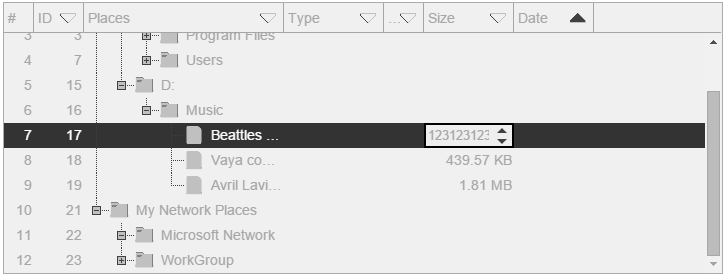 # ID Places Type ... Size Date
3 3 Program Files
4 7 Users
5 15 D:
6 16 Music
7 17 Beattles ... 123123123
8 18 Vaya co... 439.57 KB
9 19 Avril Lavi... 1.81 MB
10 21 My Network Places
11 22 Microsoft Network
12 23 WorkGroup